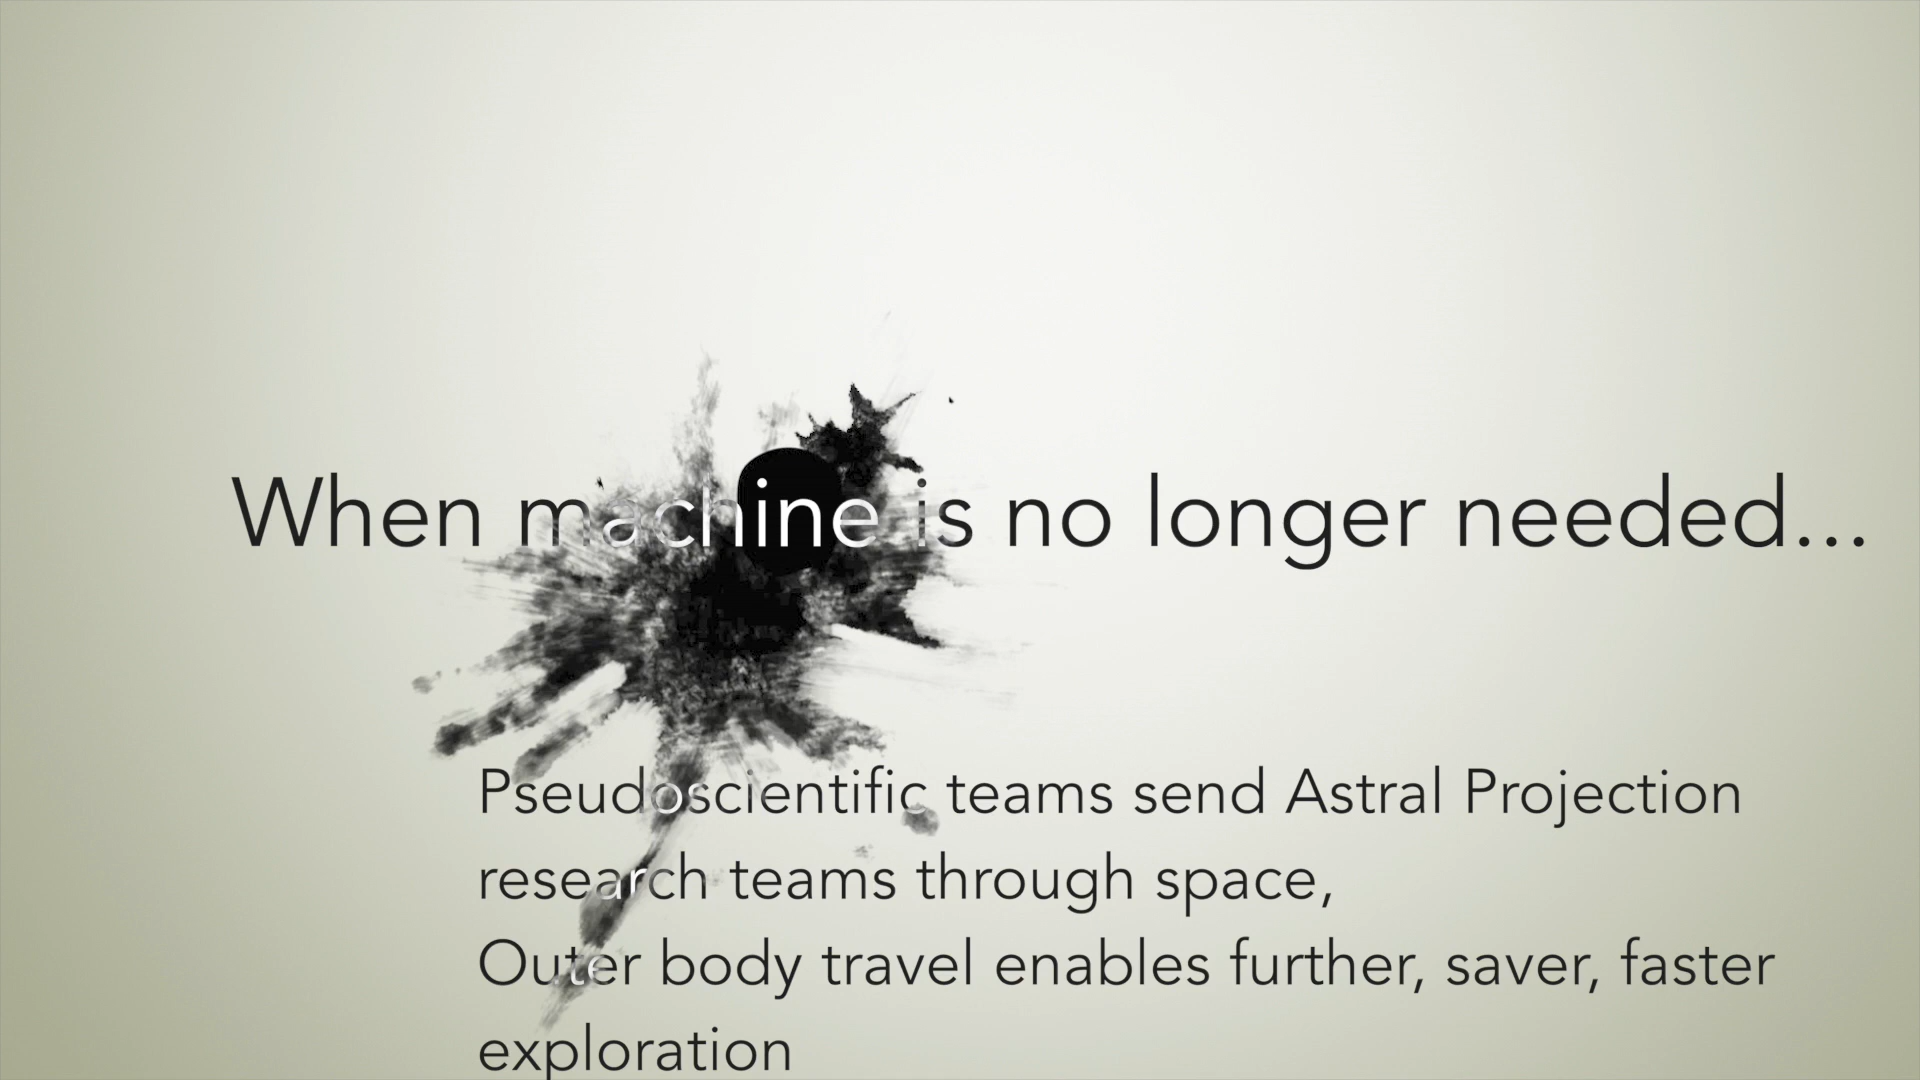 When machine is no longer needed...
Pseudoscientific teams send Astral Projection
research teams through space,
Outer body travel enables further, saver, faster
exploration